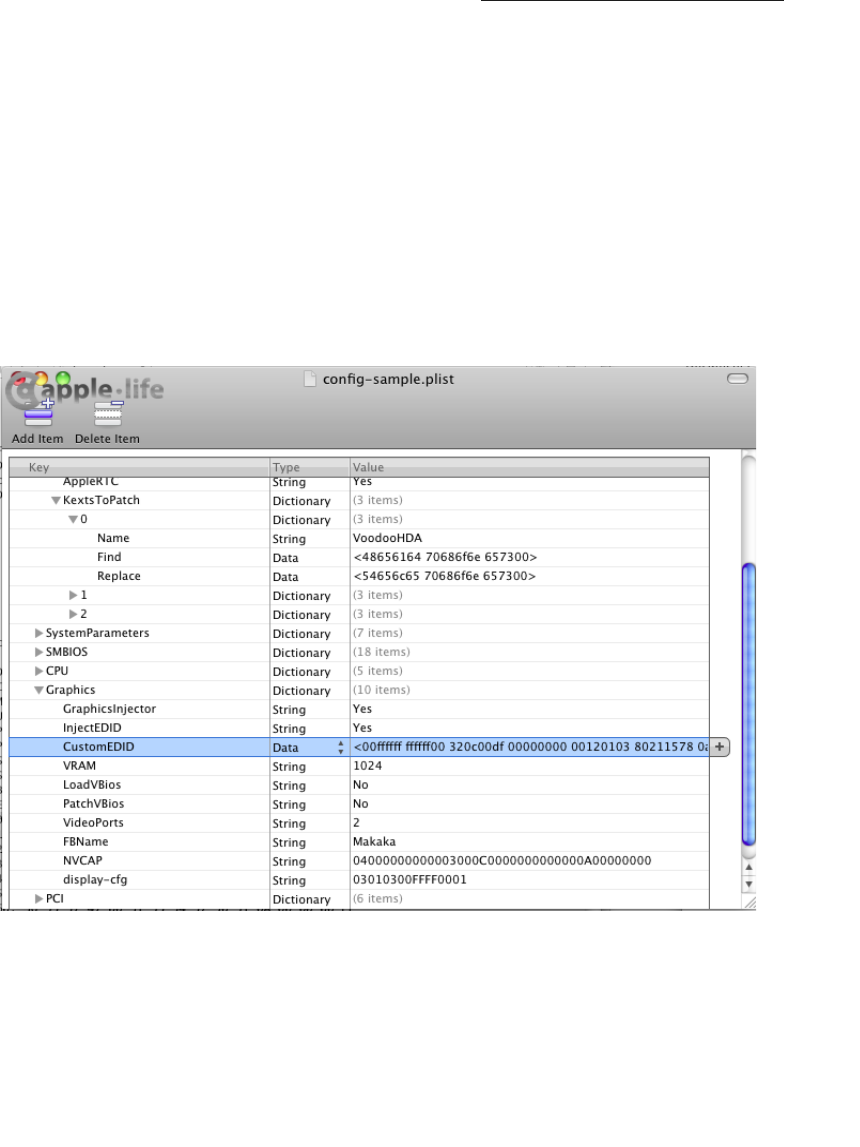 config-sample.plist
apple·life
Add Item Delete Item
Key Type Value
AppleRTC String Yes
KextsToPatch Dictionary (3 items)
0 Dictionary (3 items)
Name String VoodooHDA
Find Data <48656164 70686f6e 657300>
Replace Data <54656c65 70686f6e 657300>
1 Dictionary (3 items)
2 Dictionary (3 items)
SystemParameters Dictionary (7 items)
SMBIOS Dictionary (18 items)
CPU Dictionary (5 items)
Graphics Dictionary (10 items)
GraphicsInjector String Yes
InjectEDID String Yes
CustomEDID Data <00ffffff ffffff00 320c00df 00000000 00120103 80211578 0a
VRAM String 1024
LoadVBios String No
PatchVBios String No
VideoPorts String 2
FBName String Makaka
NVCAP String 04000000000003000C0000000000000A00000000
display-cfg String 03010300FFFF0001
PCI Dictionary (6 items)